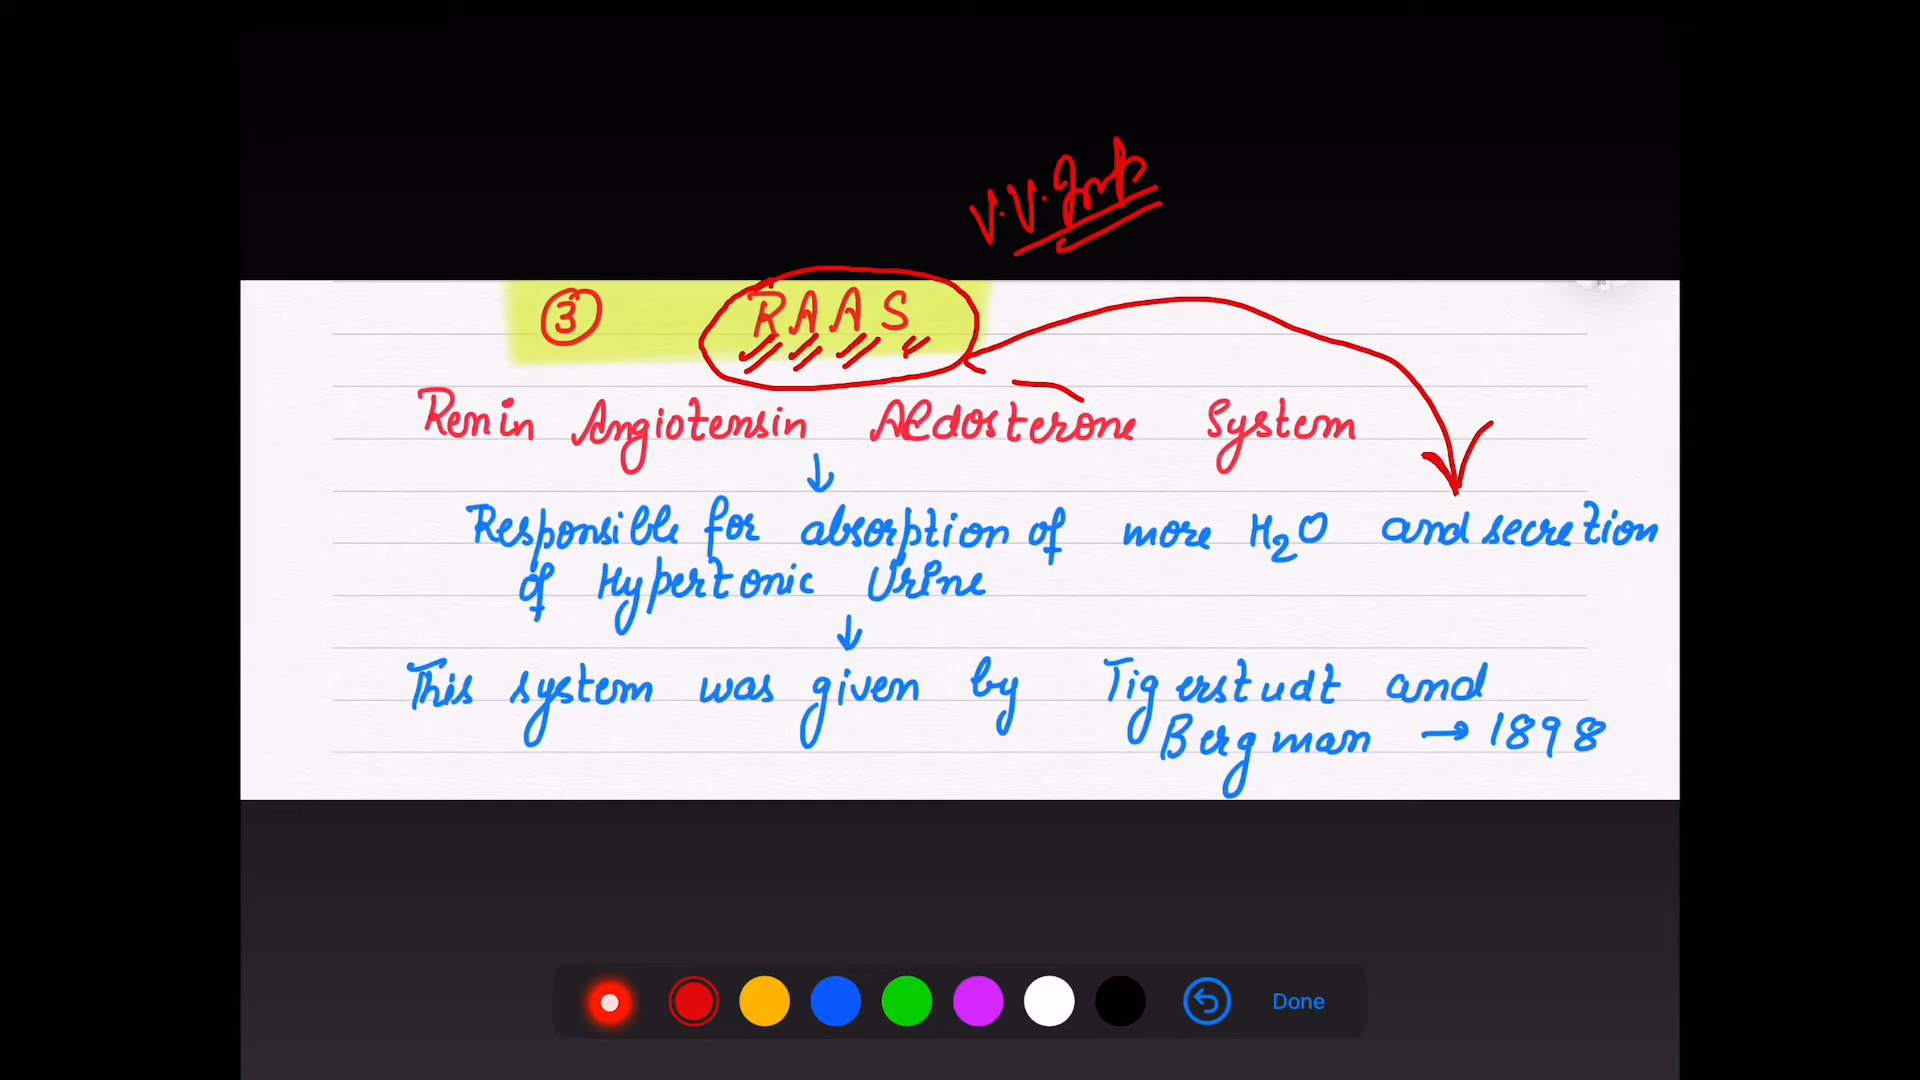 V.V.Imp
③ RAAS
Renin Angiotensin Aldosterone System
↓
Responsible for absorption of more H₂O and secretion
of Hypertonic Urine
↓
This system was given by Tigerstudt and
Bergman → 1898
Done